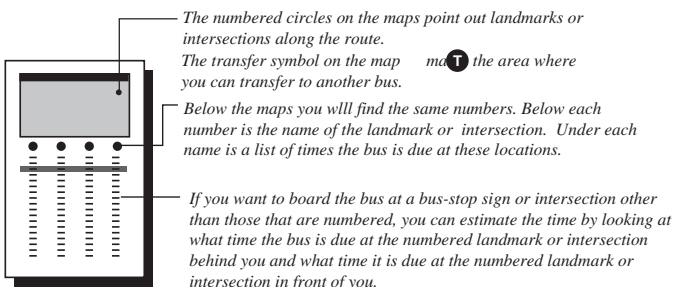 The numbered circles on the maps point out landmarks or
intersections along the route.
The transfer symbol on the map ma T the area where
you can transfer to another bus.
Below the maps you wlll find the same numbers. Below each
number is the name of the landmark or intersection. Under each
name is a list of times the bus is due at these locations.
If you want to board the bus at a bus-stop sign or intersection other
than those that are numbered, you can estimate the time by looking at
what time the bus is due at the numbered landmark or intersection
behind you and what time it is due at the numbered landmark or
intersection in front of you.